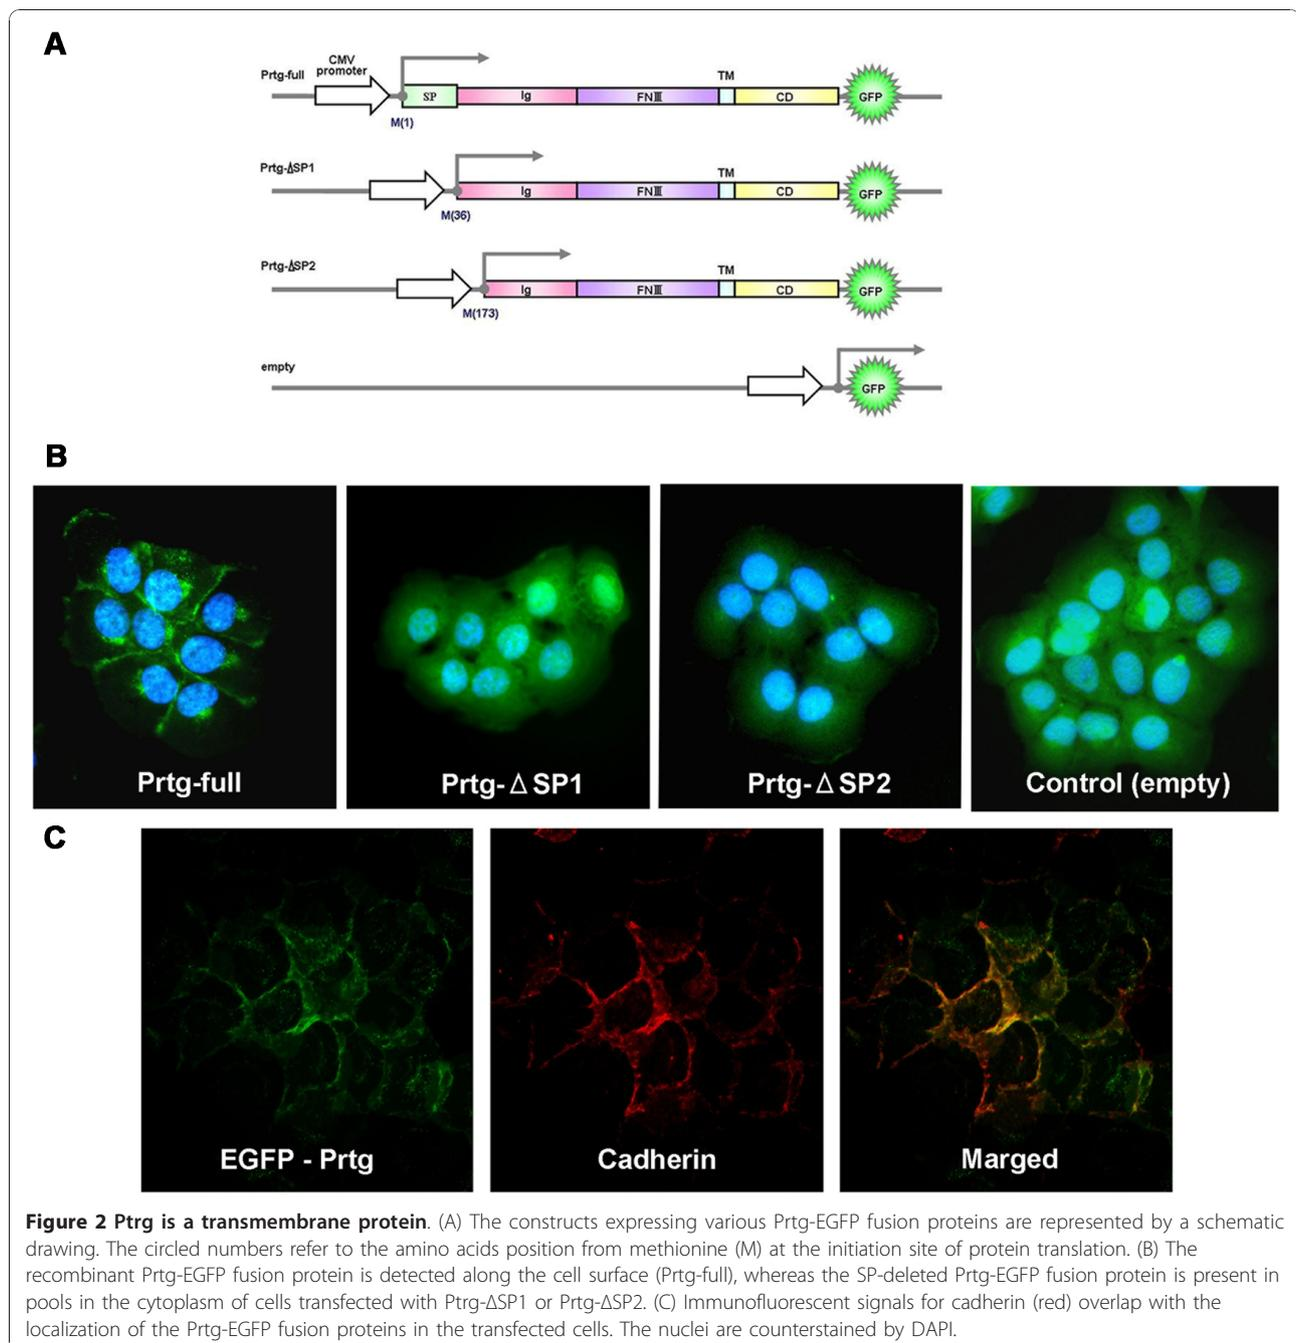 A
CMV
promoter
Prtg-full
TM
SP
Ig
FNⅢ
CD
GFP
M(1)
Prtg-ΔSP1
TM
Ig
FNⅢ
CD
GFP
M(36)
Prtg-ΔSP2
TM
Ig
FNⅢ
CD
GFP
M(173)
empty
GFP
B
Prtg-full
Prtg-Δ SP1
Prtg-Δ SP2
Control (empty)
C
EGFP - Prtg
Cadherin
Marged
Figure 2 Ptrg is a transmembrane protein. (A) The constructs expressing various Prtg-EGFP fusion proteins are represented by a schematic
drawing. The circled numbers refer to the amino acids position from methionine (M) at the initiation site of protein translation. (B) The
recombinant Prtg-EGFP fusion protein is detected along the cell surface (Prtg-full), whereas the SP-deleted Prtg-EGFP fusion protein is present in
pools in the cytoplasm of cells transfected with Ptrg-ΔSP1 or Prtg-ΔSP2. (C) Immunofluorescent signals for cadherin (red) overlap with the
localization of the Prtg-EGFP fusion proteins in the transfected cells. The nuclei are counterstained by DAPI.